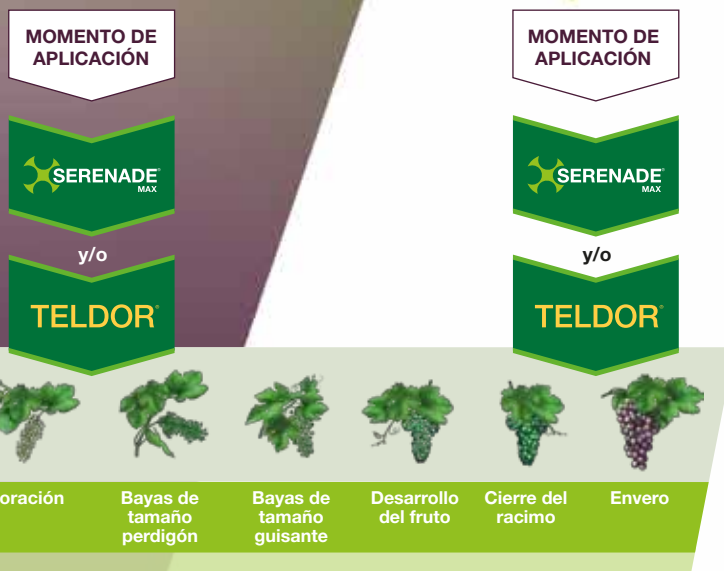 MOMENTO DE
APLICACIÓN
SERENADE®
MAX
y/o
TELDOR®
MOMENTO DE
APLICACIÓN
SERENADE®
MAX
y/o
TELDOR®
oración
Bayas de
tamaño
perdigón
Bayas de
tamaño
guisante
Desarrollo
del fruto
Cierre del
racimo
Envero